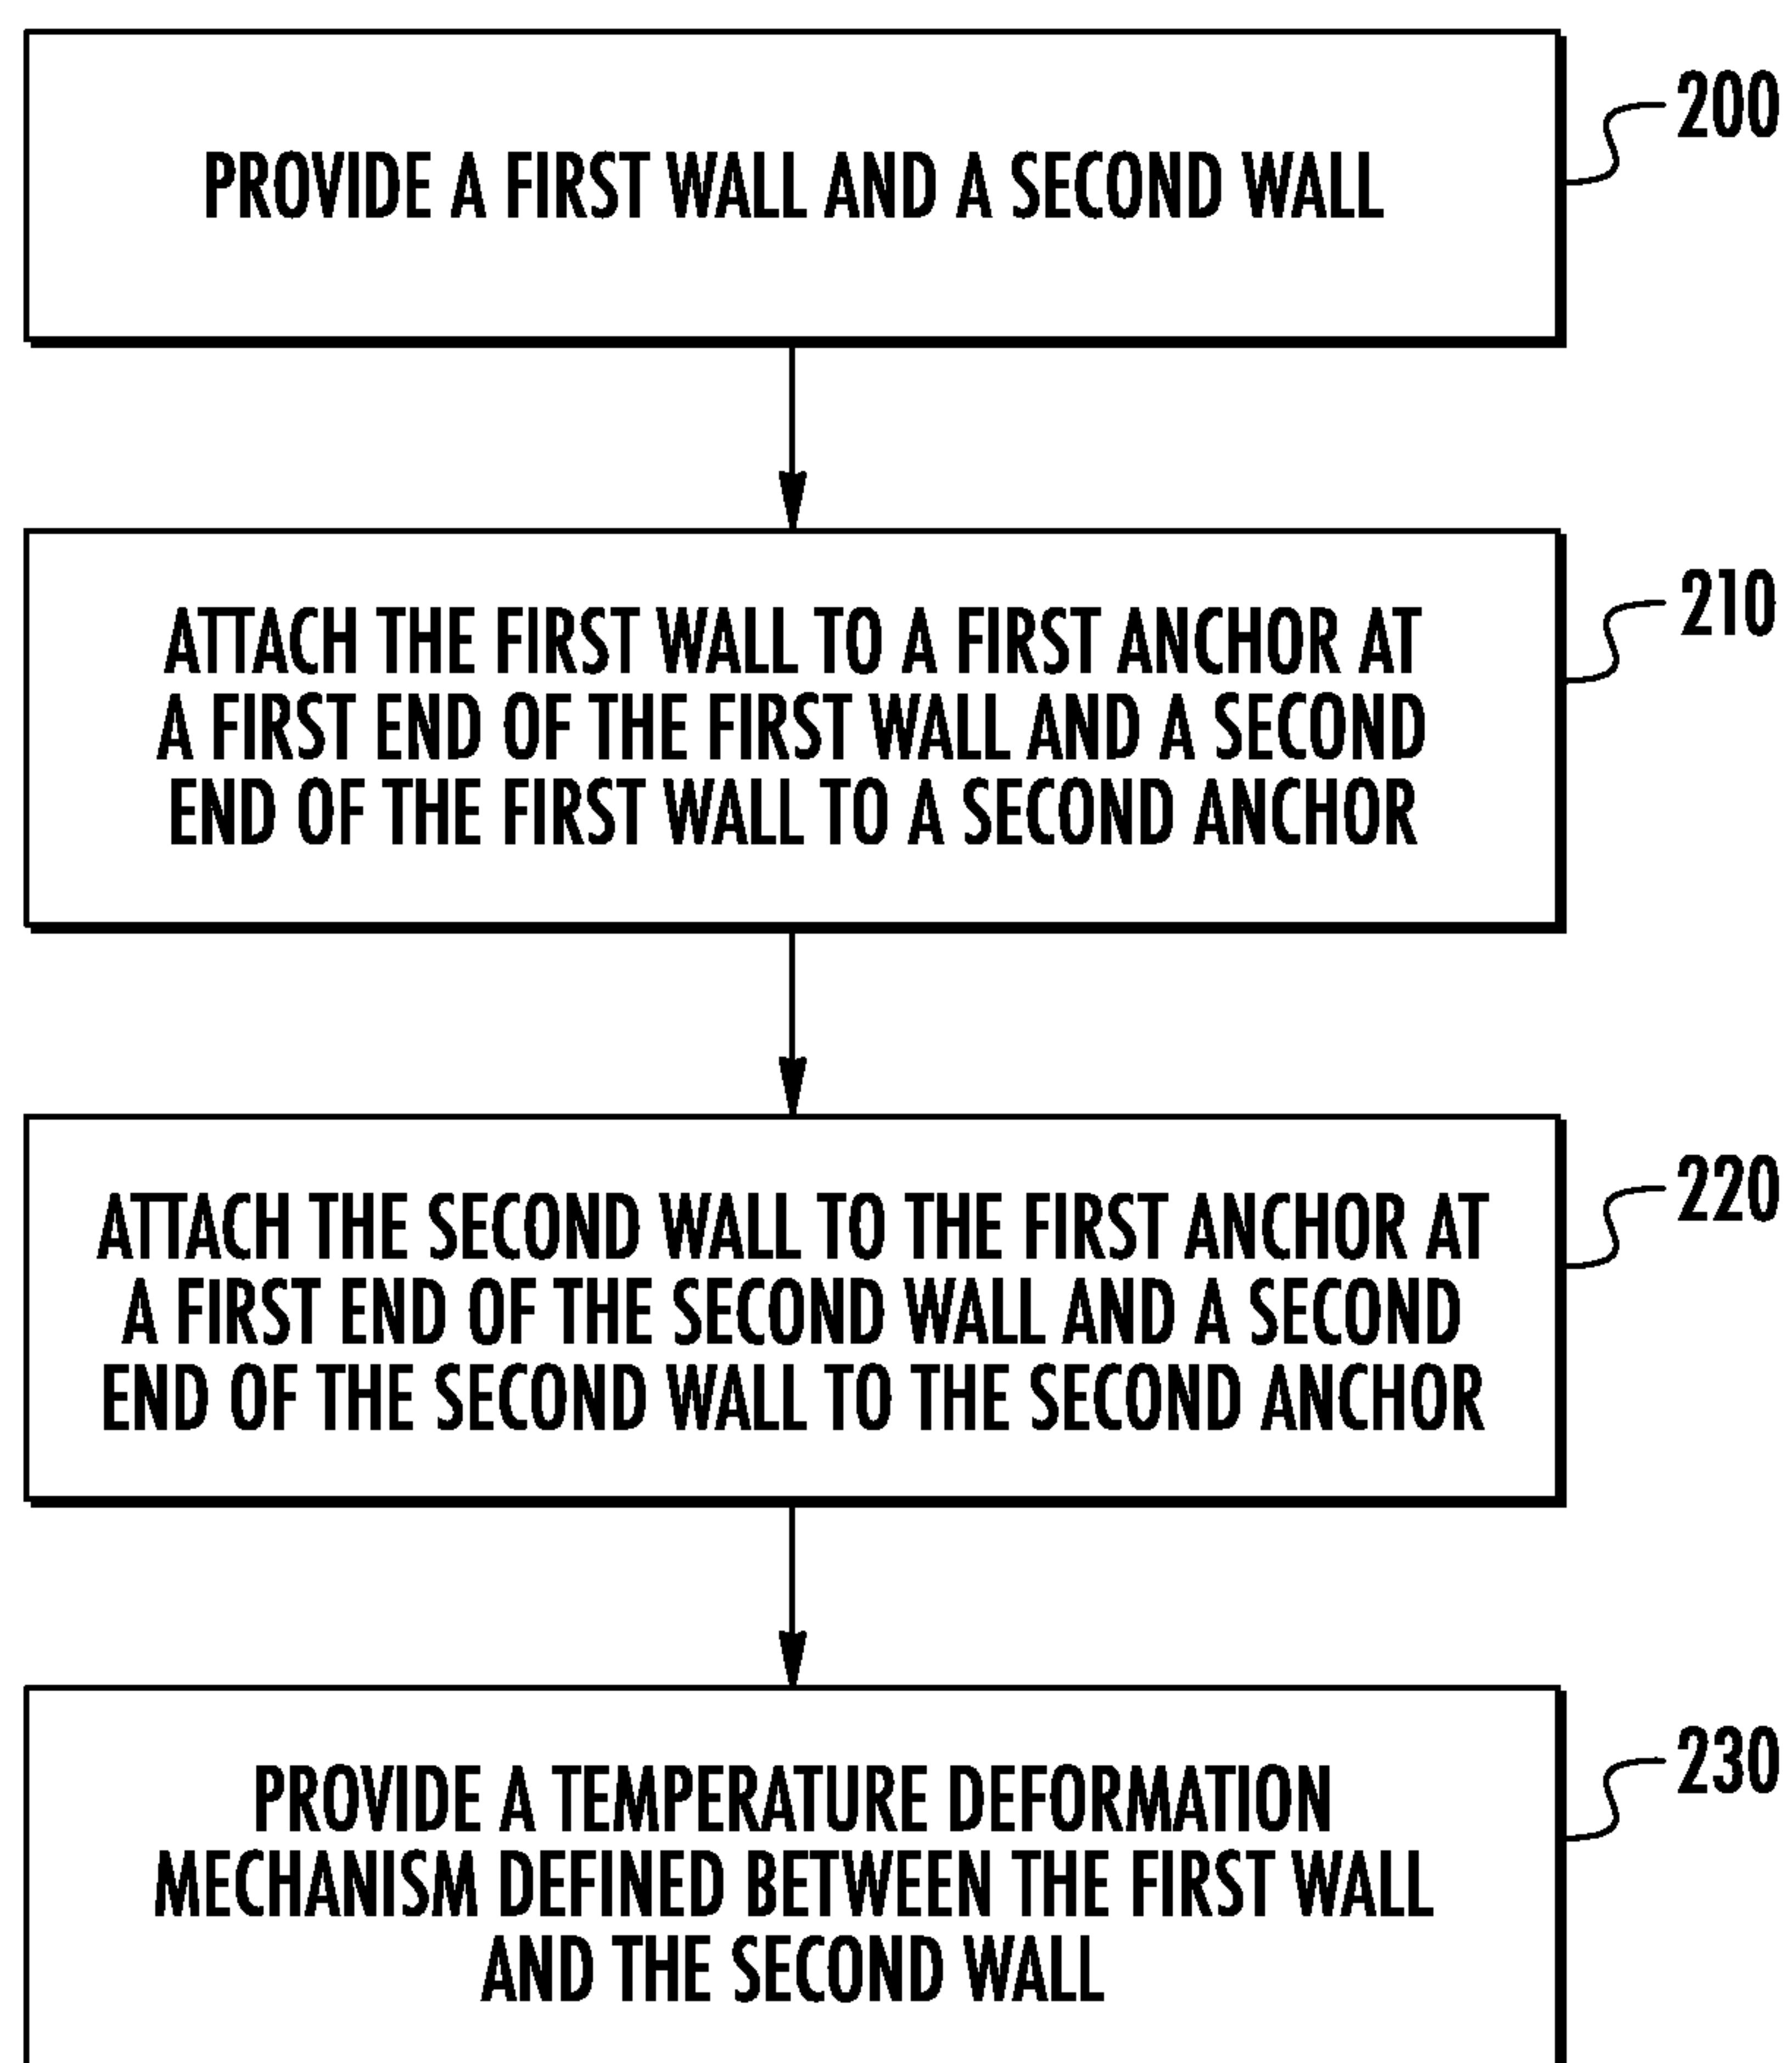 PROVIDE A FIRST WALL AND A SECOND WALL
200
ATTACH THE FIRST WALL TO A FIRST ANCHOR AT
A FIRST END OF THE FIRST WALL AND A SECOND
END OF THE FIRST WALL TO A SECOND ANCHOR
210
ATTACH THE SECOND WALL TO THE FIRST ANCHOR AT
A FIRST END OF THE SECOND WALL AND A SECOND
END OF THE SECOND WALL TO THE SECOND ANCHOR
220
PROVIDE A TEMPERATURE DEFORMATION
MECHANISM DEFINED BETWEEN THE FIRST WALL
AND THE SECOND WALL
230